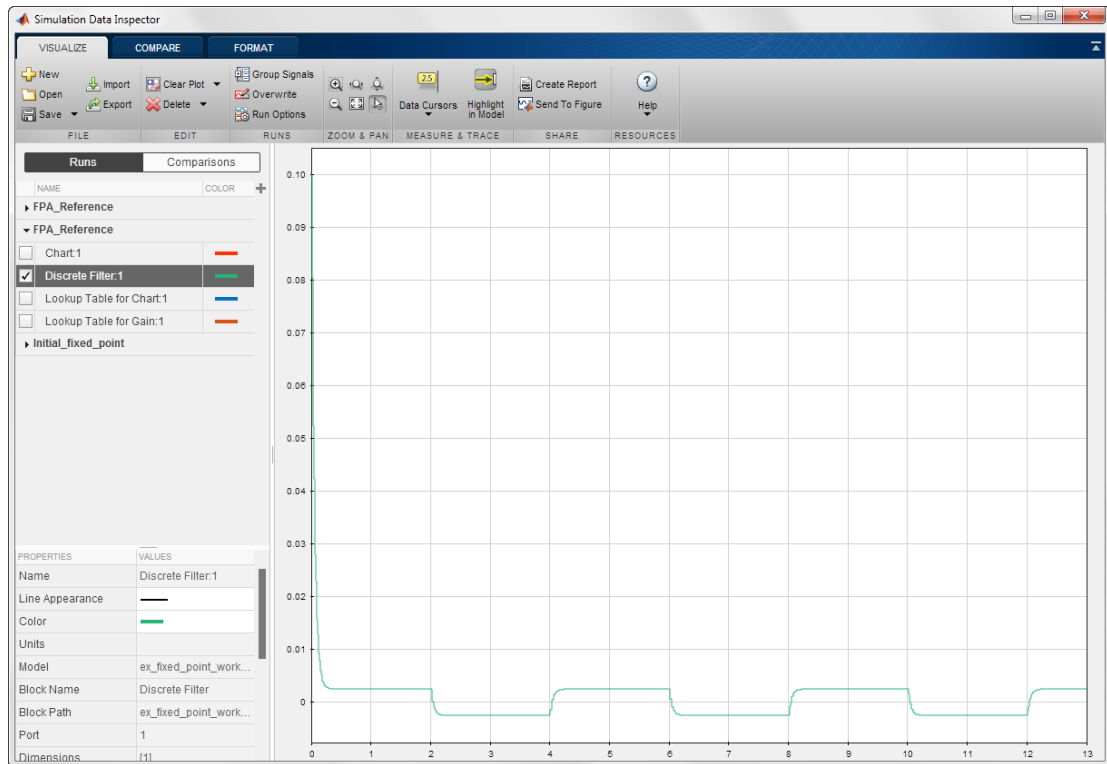 Simulation Data Inspector
VISUALIZE COMPARE FORMAT
New Import Clear Plot Group Signals
Open Overwrite Data Cursors Highlight in Model Create Report Help
Save Export Delete Run Options Send To Figure
FILE EDIT RUNS ZOOM & PAN MEASURE & TRACE SHARE RESOURCES
2.5
Runs Comparisons
NAME COLOR
FPA_Reference
FPA_Reference
Chart:1
Discrete Filter:1
Lookup Table for Chart:1
Lookup Table for Gain:1
Initial_fixed_point
PROPERTIES VALUES
Name Discrete Filter:1
Line Appearance
Color
Units
Model ex_fixed_point_work...
Block Name Discrete Filter
Block Path ex_fixed_point_work...
Port 1
Dimensions [1]
0.10
0.09
0.08
0.07
0.06
0.05
0.04
0.03
0.02
0.01
0
0 1 2 3 4 5 6 7 8 9 10 11 12 13